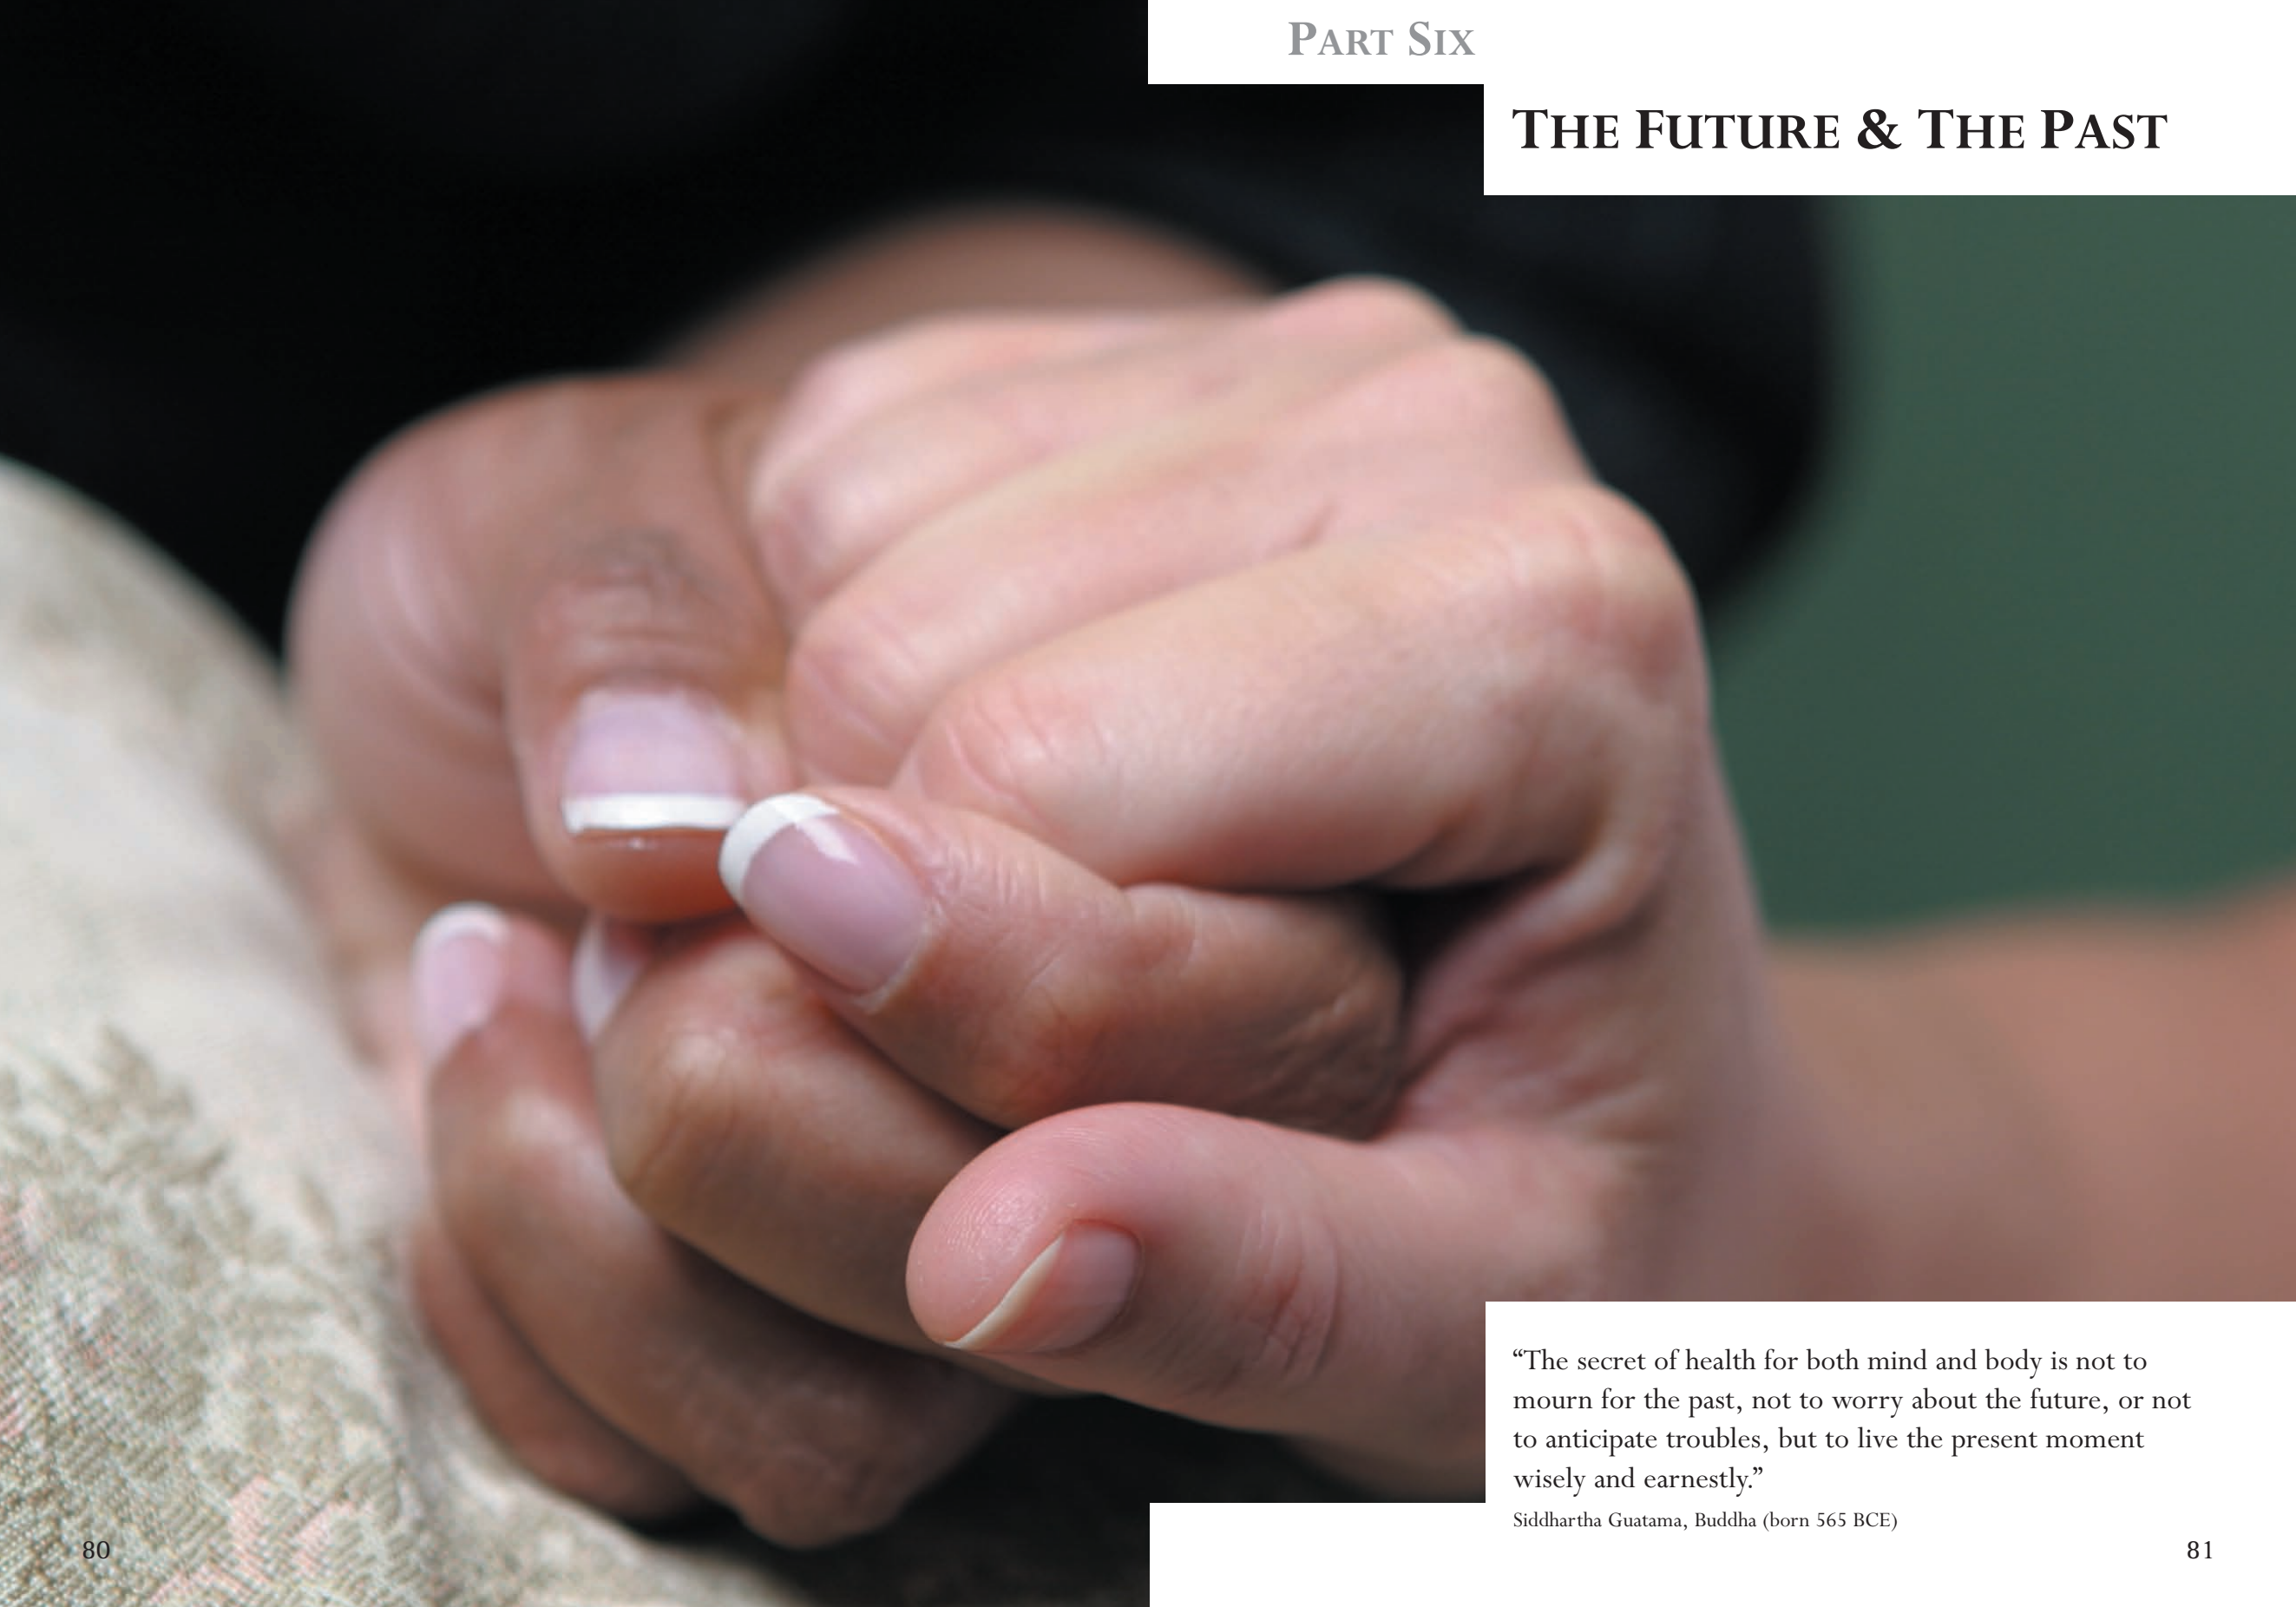 PART SIX
THE FUTURE & THE PAST
“The secret of health for both mind and body is not to
mourn for the past, not to worry about the future, or not
to anticipate troubles, but to live the present moment
wisely and earnestly.”
Siddhartha Guatama, Buddha (born 565 BCE)
80
81